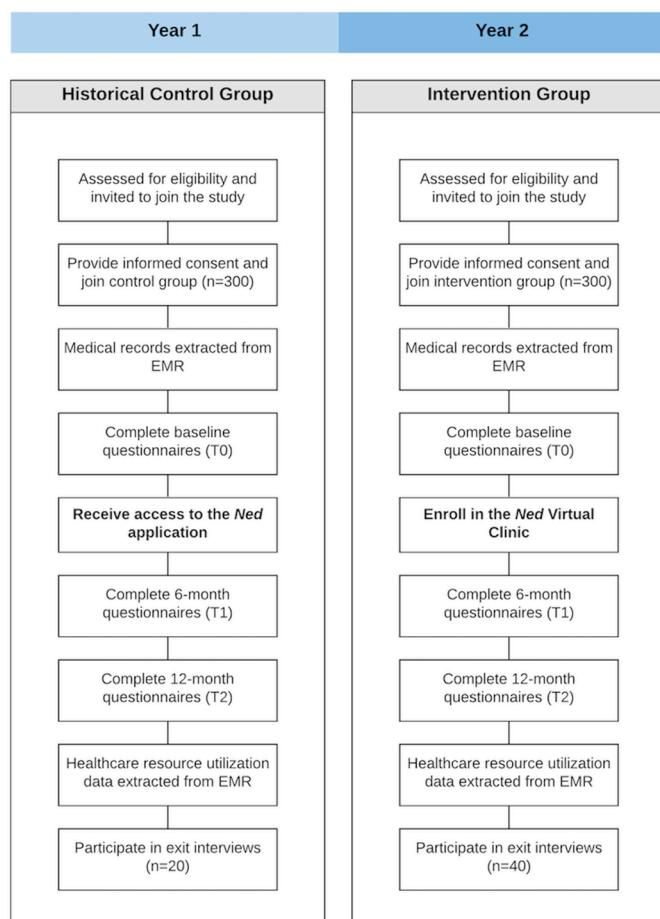 Year 1
Year 2
Historical Control Group
Assessed for eligibility and
invited to join the study
Provide informed consent and
join control group (n=300)
Medical records extracted from
EMR
Complete baseline
questionnaires (T0)
Receive access to the Ned
application
Complete 6-month
questionnaires (T1)
Complete 12-month
questionnaires (T2)
Healthcare resource utilization
data extracted from EMR
Participate in exit interviews
(n=20)
Intervention Group
Assessed for eligibility and
invited to join the study
Provide informed consent and
join intervention group (n=300)
Medical records extracted from
EMR
Complete baseline
questionnaires (T0)
Enroll in the Ned Virtual
Clinic
Complete 6-month
questionnaires (T1)
Complete 12-month
questionnaires (T2)
Healthcare resource utilization
data extracted from EMR
Participate in exit interviews
(n=40)